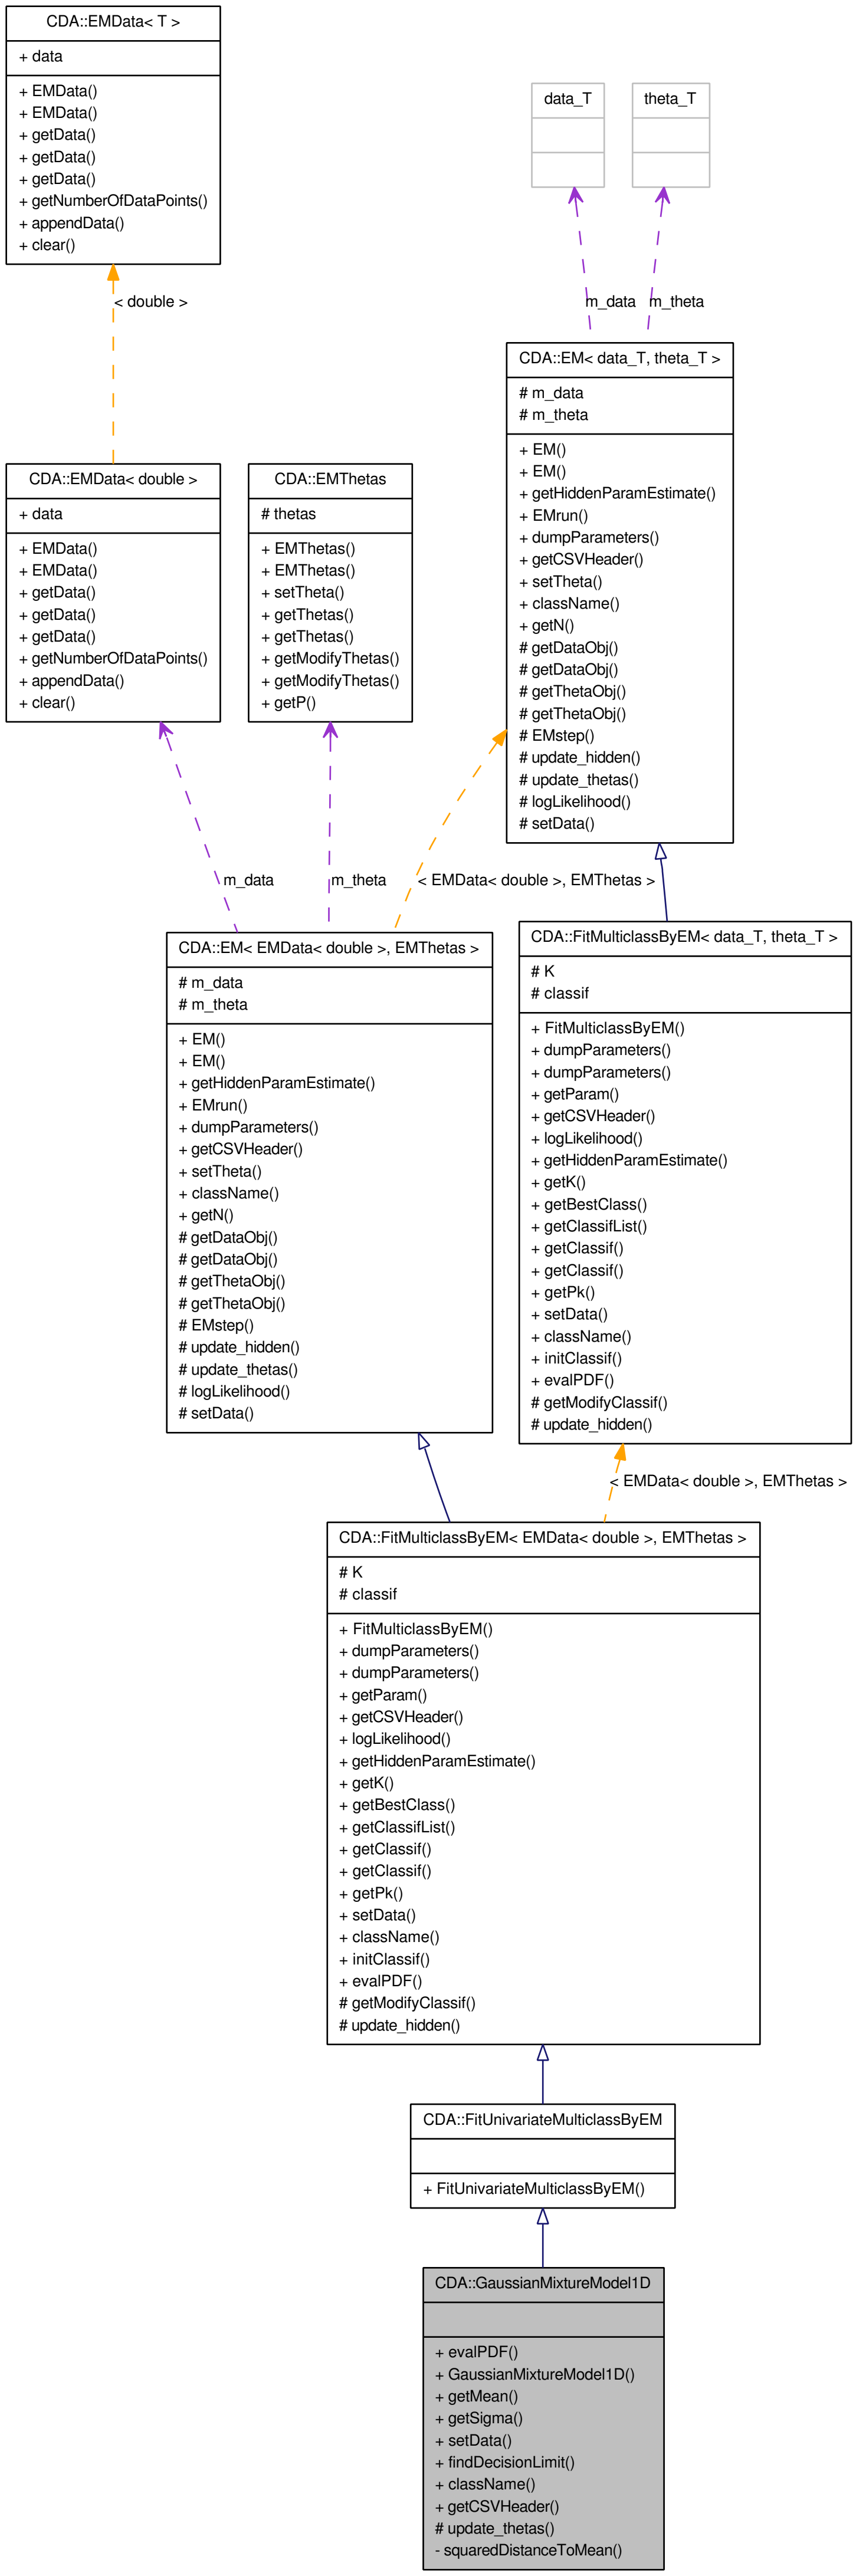 CDA::EMData< T >
+ data
+ EMData()
+ EMData()
+ getData()
+ getData()
+ getData()
+ getNumberOfDataPoints()
+ appendData()
+ clear()
data_T
theta_T
< double >
m_data
m_theta
CDA::EM< data_T, theta_T >
# m_data
# m_theta
+ EM()
+ EM()
+ getHiddenParamEstimate()
+ EMrun()
+ dumpParameters()
+ getCSVHeader()
+ setTheta()
+ className()
+ getN()
# getDataObj()
# getDataObj()
# getThetaObj()
# getThetaObj()
# EMstep()
# update_hidden()
# update_thetas()
# logLikelihood()
# setData()
CDA::EMData< double >
+ data
+ EMData()
+ EMData()
+ getData()
+ getData()
+ getData()
+ getNumberOfDataPoints()
+ appendData()
+ clear()
CDA::EMThetas
# thetas
+ EMThetas()
+ EMThetas()
+ setTheta()
+ getThetas()
+ getThetas()
+ getModifyThetas()
+ getModifyThetas()
+ getP()
m_data
m_theta
< EMData< double >, EMThetas >
CDA::EM< EMData< double >, EMThetas >
# m_data
# m_theta
+ EM()
+ EM()
+ getHiddenParamEstimate()
+ EMrun()
+ dumpParameters()
+ getCSVHeader()
+ setTheta()
+ className()
+ getN()
# getDataObj()
# getDataObj()
# getThetaObj()
# getThetaObj()
# EMstep()
# update_hidden()
# update_thetas()
# logLikelihood()
# setData()
CDA::FitMulticlassByEM< data_T, theta_T >
# K
# classif
+ FitMulticlassByEM()
+ dumpParameters()
+ dumpParameters()
+ getParam()
+ getCSVHeader()
+ logLikelihood()
+ getHiddenParamEstimate()
+ getK()
+ getBestClass()
+ getClassifList()
+ getClassif()
+ getClassif()
+ getPk()
+ setData()
+ className()
+ initClassif()
+ evalPDF()
# getModifyClassif()
# update_hidden()
< EMData< double >, EMThetas >
CDA::FitMulticlassByEM< EMData< double >, EMThetas >
# K
# classif
+ FitMulticlassByEM()
+ dumpParameters()
+ dumpParameters()
+ getParam()
+ getCSVHeader()
+ logLikelihood()
+ getHiddenParamEstimate()
+ getK()
+ getBestClass()
+ getClassifList()
+ getClassif()
+ getClassif()
+ getPk()
+ setData()
+ className()
+ initClassif()
+ evalPDF()
# getModifyClassif()
# update_hidden()
CDA::FitUnivariateMulticlassByEM
+ FitUnivariateMulticlassByEM()
CDA::GaussianMixtureModel1D
+ evalPDF()
+ GaussianMixtureModel1D()
+ getMean()
+ getSigma()
+ setData()
+ findDecisionLimit()
+ className()
+ getCSVHeader()
# update_thetas()
- squaredDistanceToMean()